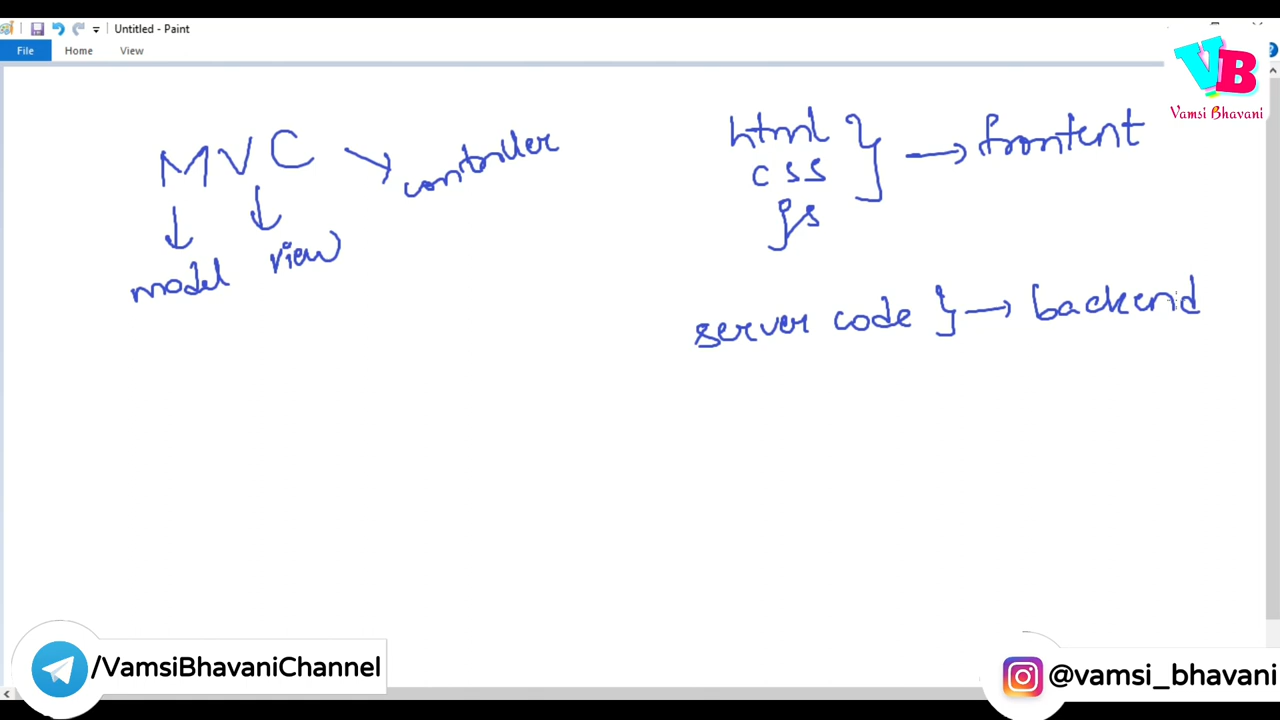 Untitled - Paint
File Home View
VB
Vamsi Bhavani
MVC
controller
model
view
html
css
js
frontent
server code
backend
/VamsiBhavaniChannel
@vamsi_bhavani